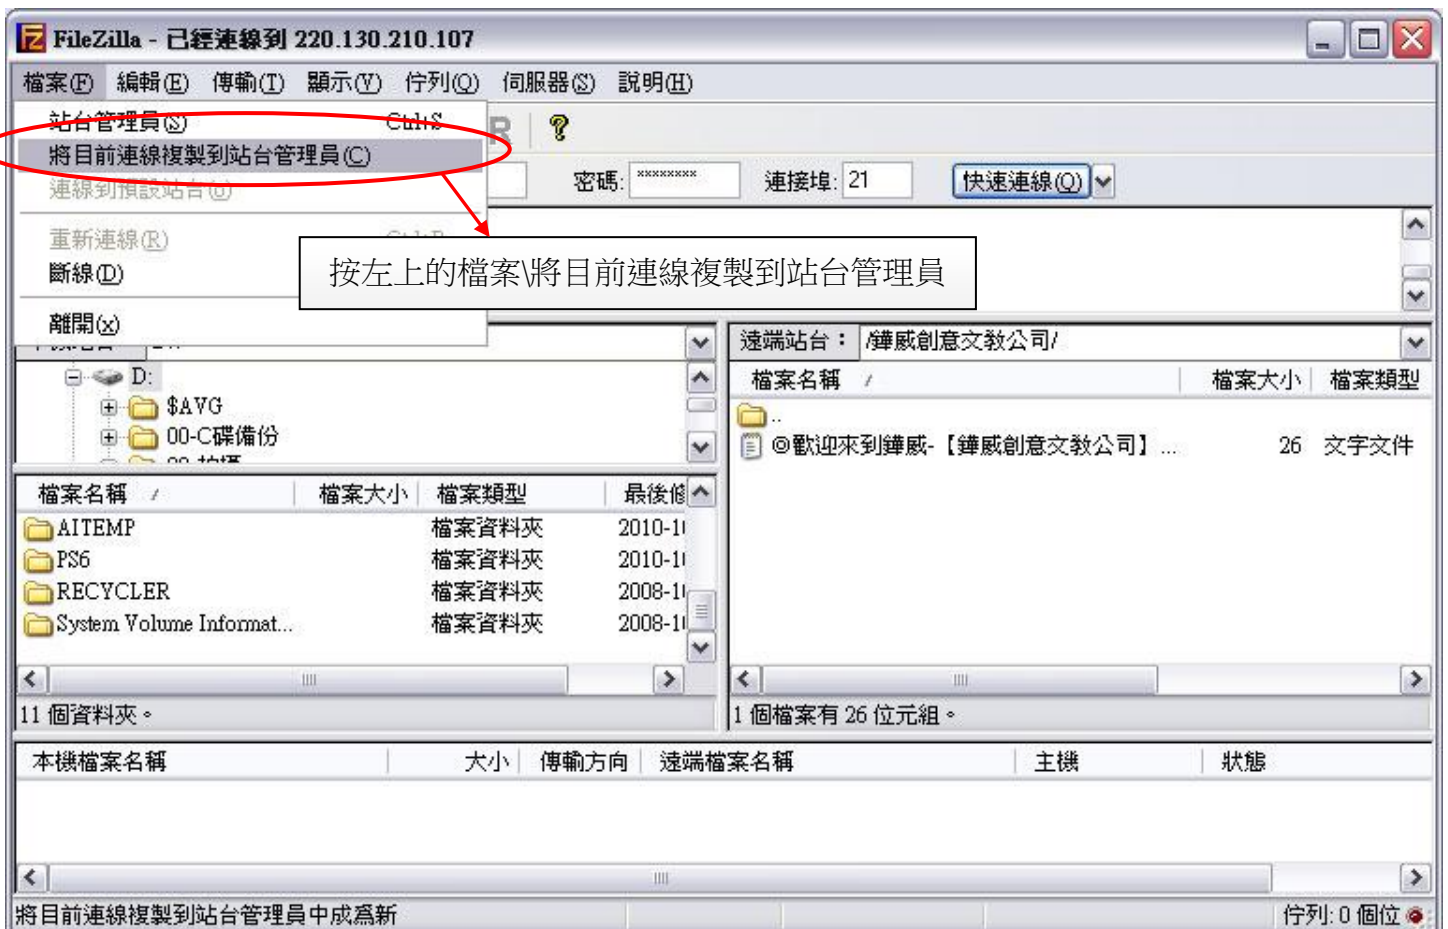 FileZilla - 已經連線到 220.130.210.107
檔案(F) 編輯(E) 傳輸(T) 顯示(V) 佇列(Q) 伺服器(S) 說明(H)
站台管理員(S) Ctrl+S
將目前連線複製到站台管理員(C)
連線到預設站台(U)
密碼: ******** 連接埠: 21 快速連線(Q)
重新連線(R)
斷線(D)
離開(x)
按左上的檔案\將目前連線複製到站台管理員
遠端站台： /鏵威創意文教公司/
D:
$AVG
00-C碟備份
檔案名稱 / 檔案大小 檔案類型
..
◎歡迎來到鏵威-【鏵威創意文教公司】... 26 文字文件
檔案名稱 / 檔案大小 檔案類型 最後修
AITEMP 檔案資料夾 2010-1
PS6 檔案資料夾 2010-1
RECYCLER 檔案資料夾 2008-1
System Volume Informat... 檔案資料夾 2008-1
11 個資料夾。
1 個檔案有 26 位元組。
本機檔案名稱 大小 傳輸方向 遠端檔案名稱 主機 狀態
將目前連線複製到站台管理員中成為新
佇列: 0 個位